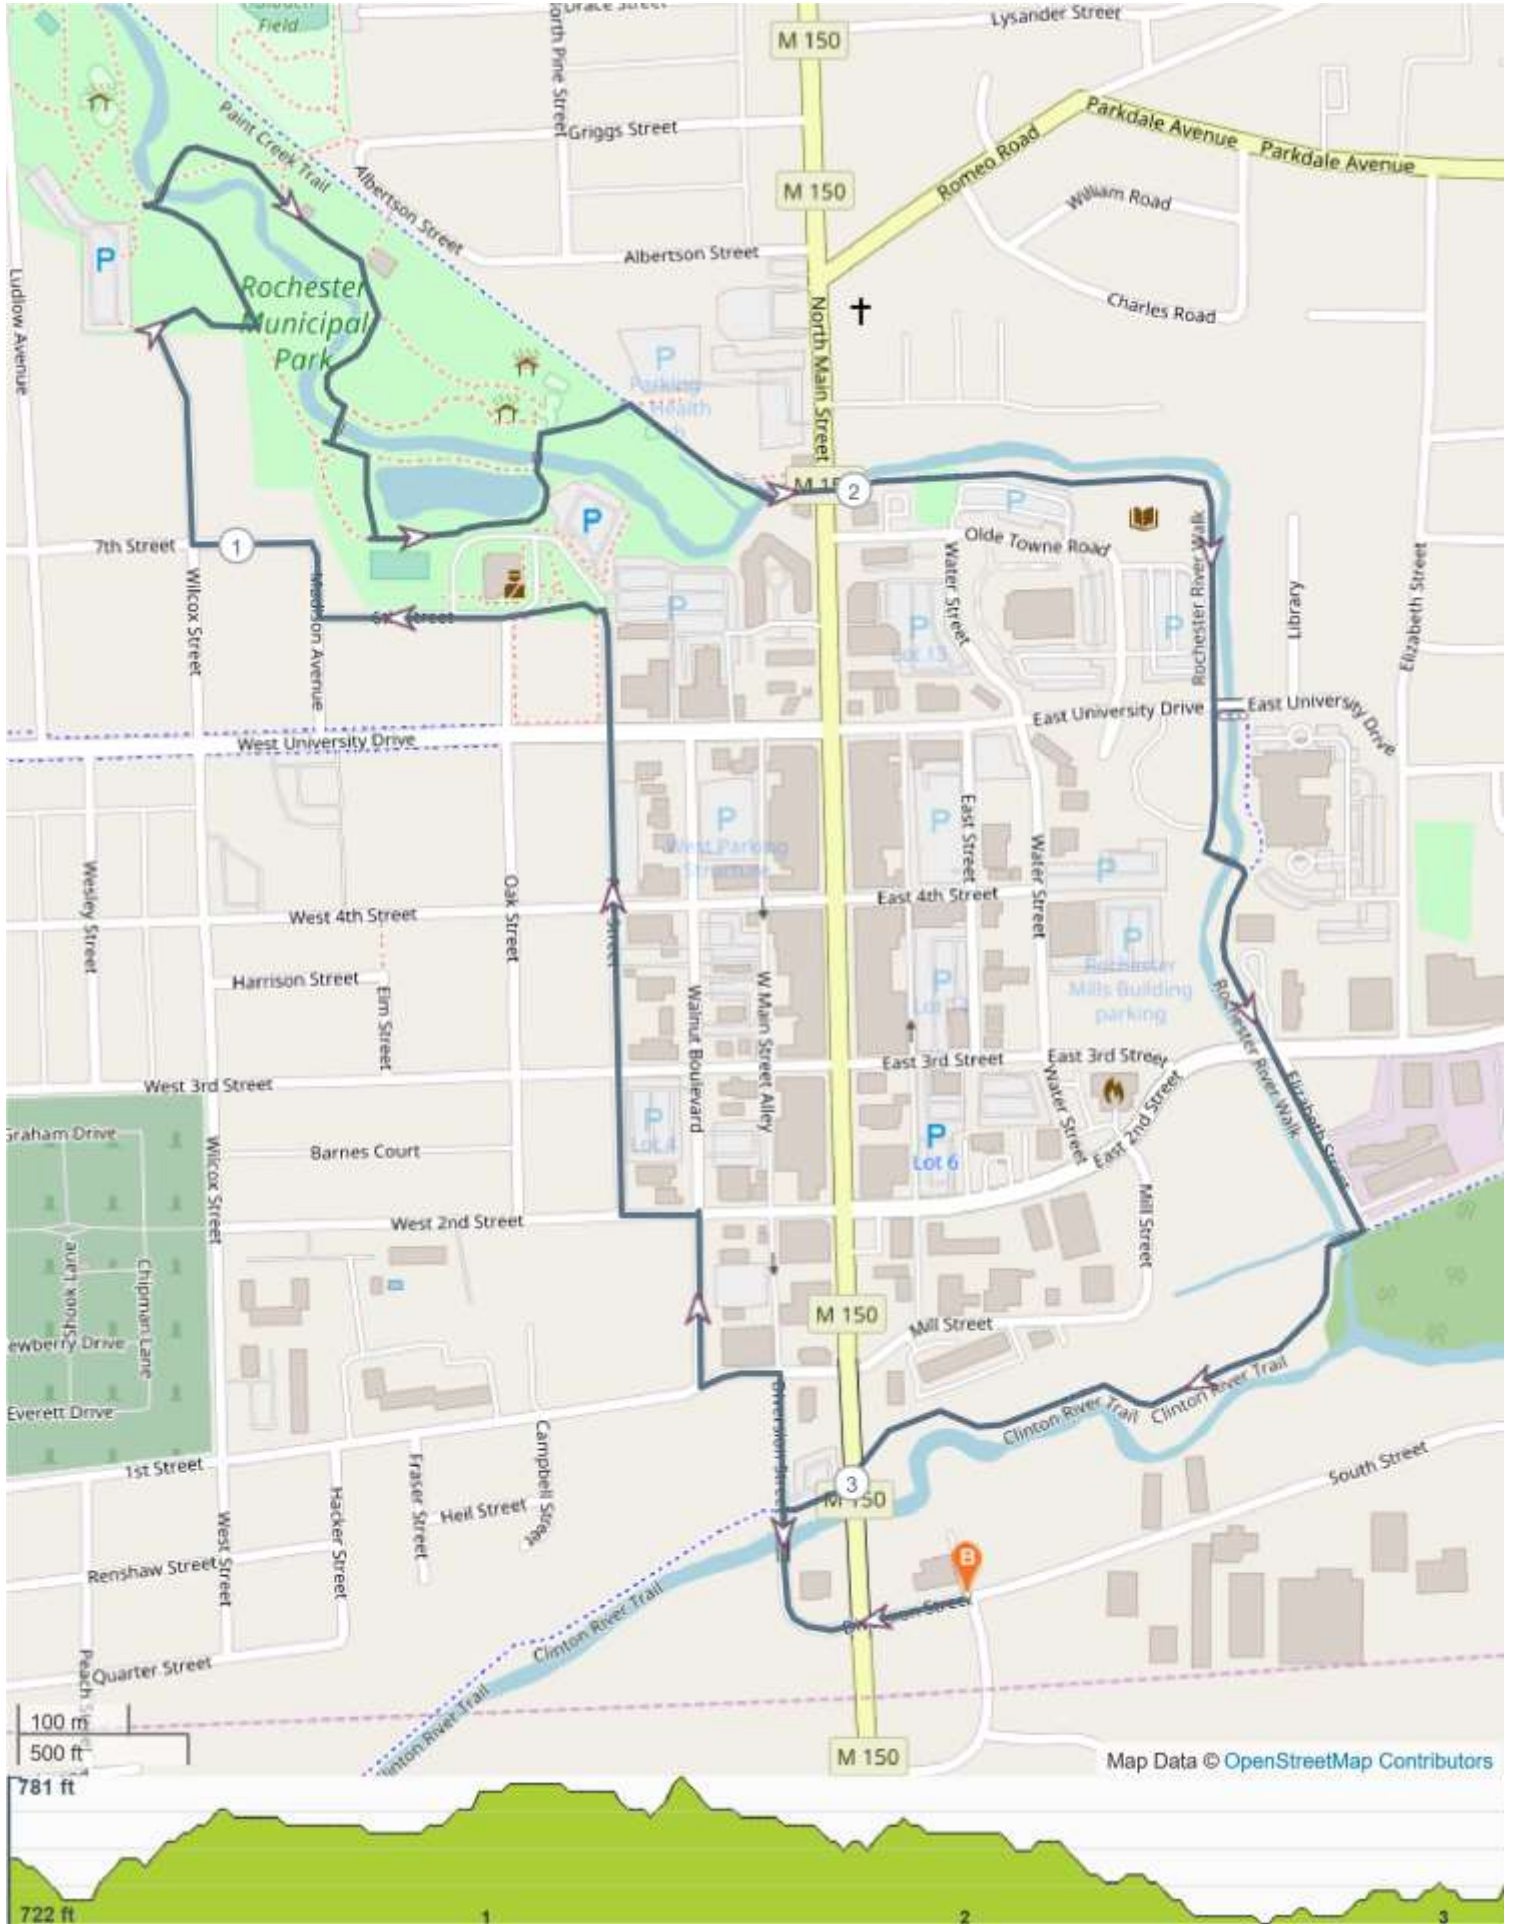 Field
Lysander Street
M 150
North Pine Street
Griggs Street
Paint Creek Trail
Albertson Street
Parkdale Avenue
Parkdale Avenue
Romeo Road
M 150
William Road
Albertson Street
P
Ludlow Avenue
Rochester
Municipal
Park
North Main Street
Charles Road
P
Parking
Health
M 150
2
P
P
Olde Towne Road
7th Street
1
Wilcox Street
Madison Avenue
Water Street
Rochester River Walk
Library
Elizabeth Street
P
P
Lot 13
P
East University Drive
East University Drive
West University Drive
P
West Parking
Structure
P
East Street
Water Street
P
Wesley Street
Oak Street
West 4th Street
East 4th Street
Street
P
Rochester
Mills Building
parking
P
Harrison Street
Elm Street
Walnut Boulevard
W Main Street Alley
Rochester River Walk
East 3rd Street
East 3rd Street
West 3rd Street
Water Street
East 2nd Street
Elizabeth Street
P
Lot 4
P
Lot 6
Graham Drive
Wilcox Street
Barnes Court
West 2nd Street
Mill Street
Shook Lane
Chipman Lane
M 150
Mill Street
ewberry Drive
Everett Drive
Clinton River Trail
Clinton River Trail
1st Street
Campbell Street
Fraser Street
Heil Street
Hacker Street
West Street
3
M 150
South Street
Renshaw Street
B
Clinton River Trail
Quarter Street
Peach
Clinton River Trail
100 m
500 ft
M 150
Map Data © OpenStreetMap Contributors
781 ft
722 ft
1
2
3